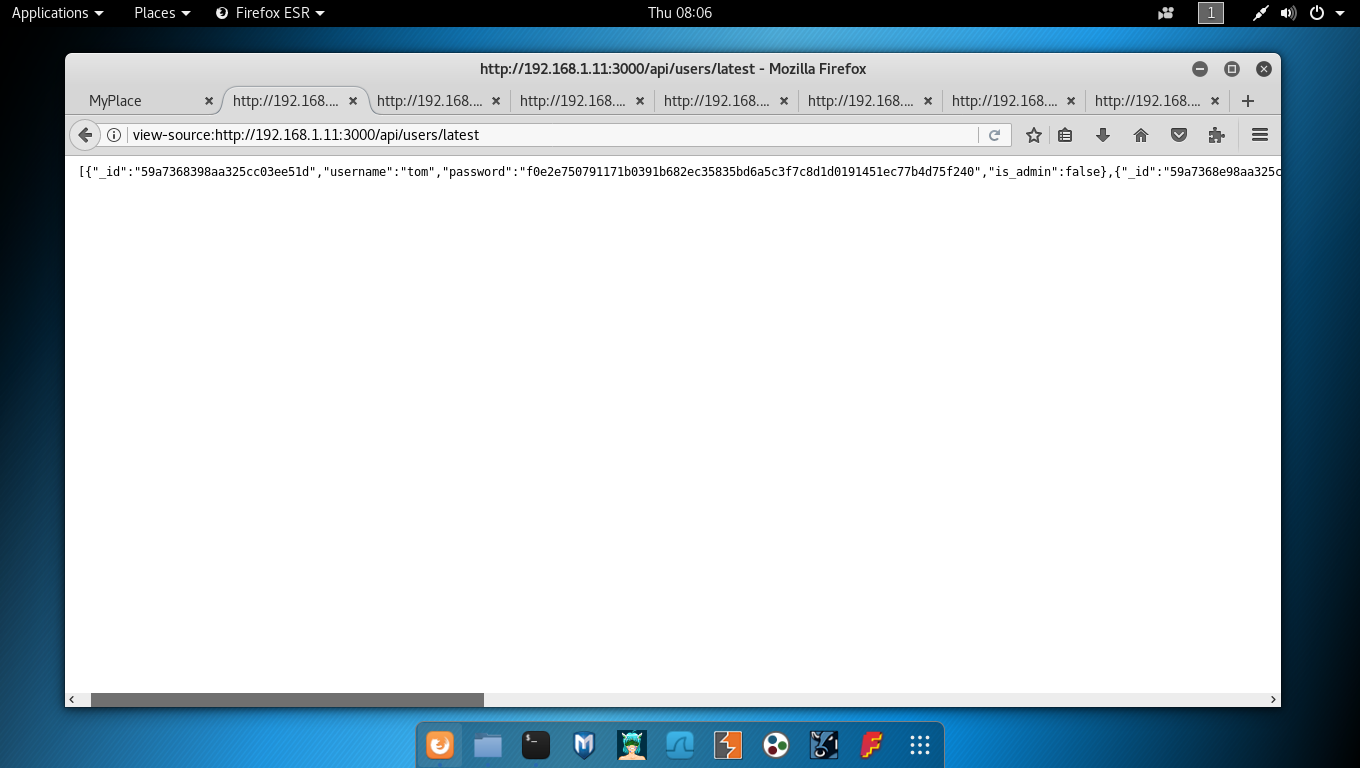 Applications Places Firefox ESR Thu 08:06 1
http://192.168.1.11:3000/api/users/latest - Mozilla Firefox
MyPlace http://192.168.... http://192.168.... http://192.168.... http://192.168.... http://192.168.... http://192.168.... http://192.168....
view-source:http://192.168.1.11:3000/api/users/latest
[{"_id":"59a7368398aa325cc03ee51d","username":"tom","password":"f0e2e750791171b0391b682ec35835bd6a5c3f7c8d1d0191451ec77b4d75f240","is_admin":false},{"_id":"59a7368e98aa325c